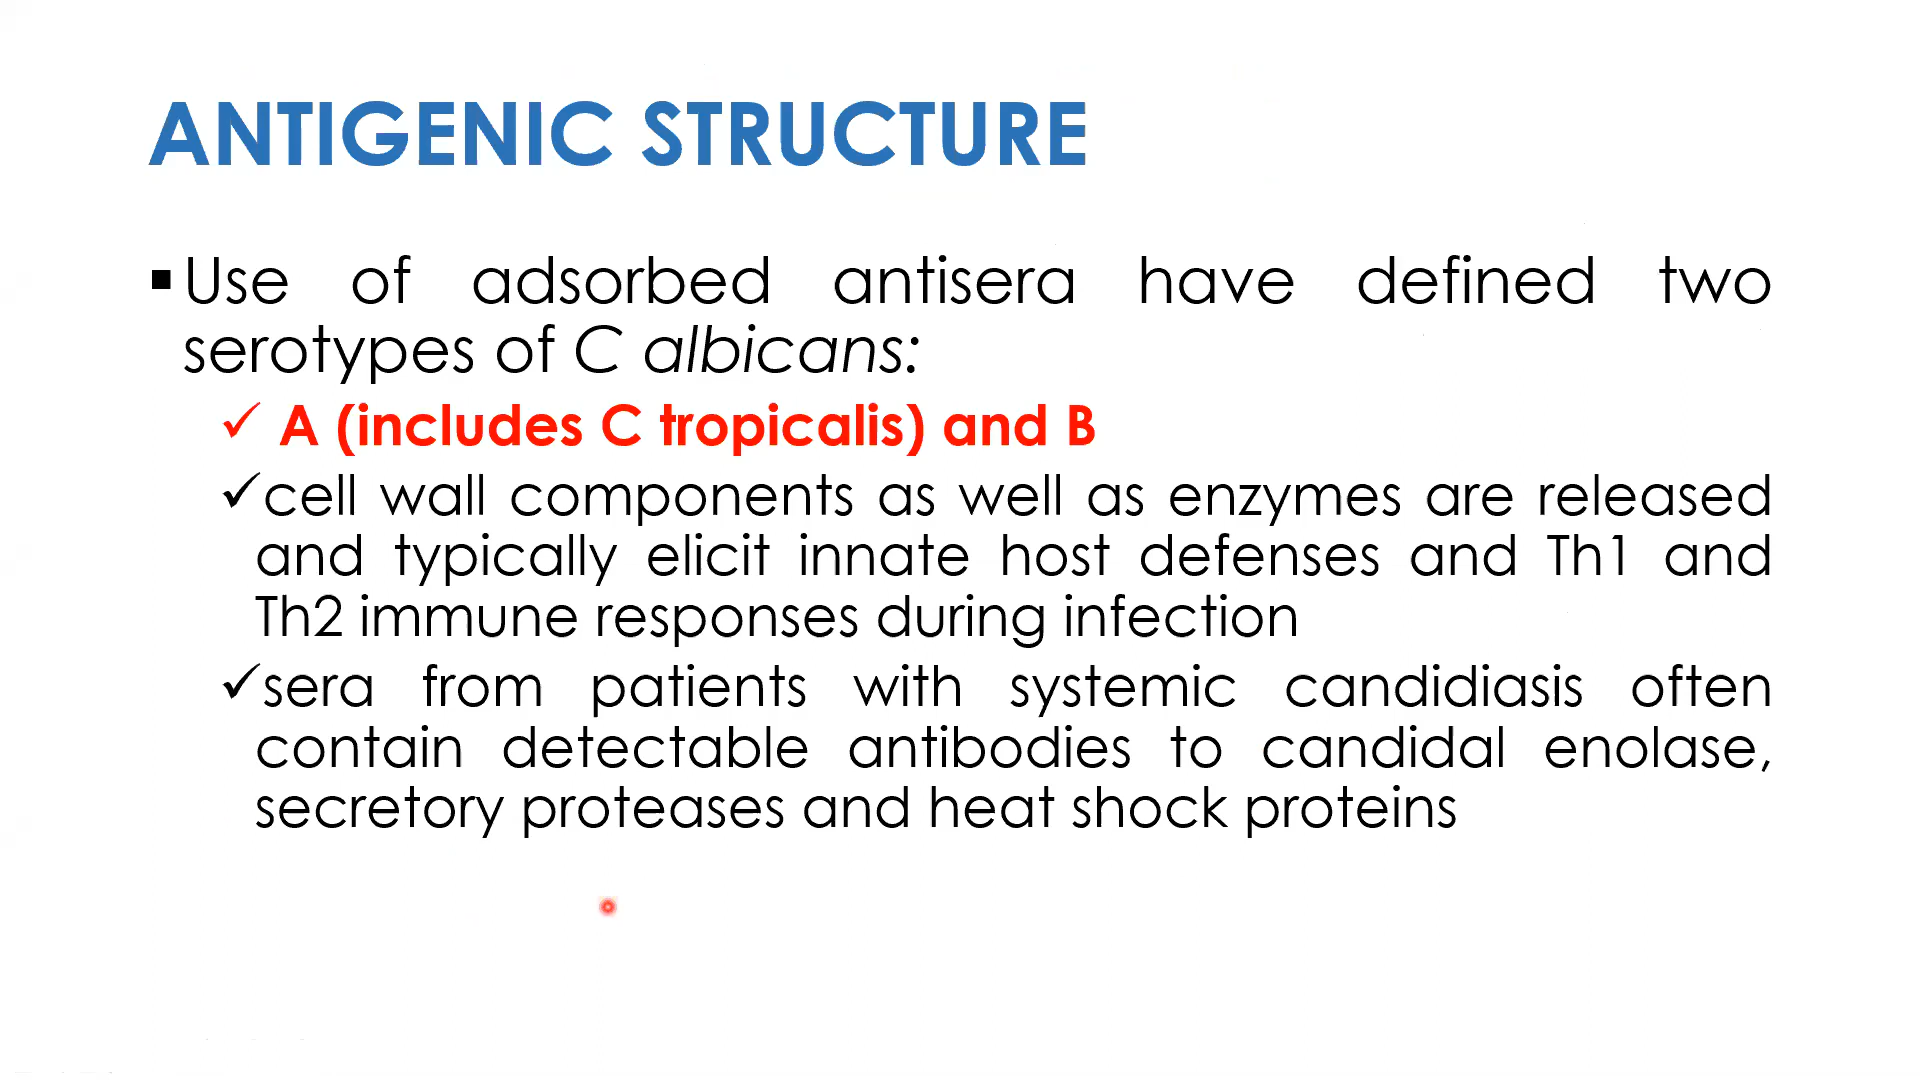 ANTIGENIC STRUCTURE
▪Use of adsorbed antisera have defined two
serotypes of C albicans:
✓ A (includes C tropicalis) and B
✓cell wall components as well as enzymes are released
and typically elicit innate host defenses and Th1 and
Th2 immune responses during infection
✓sera from patients with systemic candidiasis often
contain detectable antibodies to candidal enolase,
secretory proteases and heat shock proteins